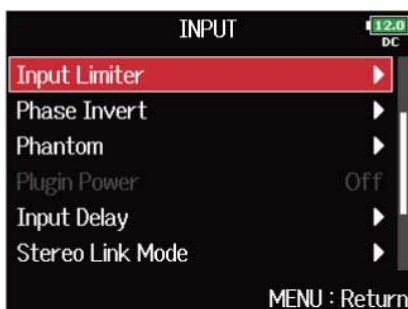 INPUT
12.0
DC
Input Limiter
Phase Invert
Phantom
Plugin Power Off
Input Delay
Stereo Link Mode
MENU : Return